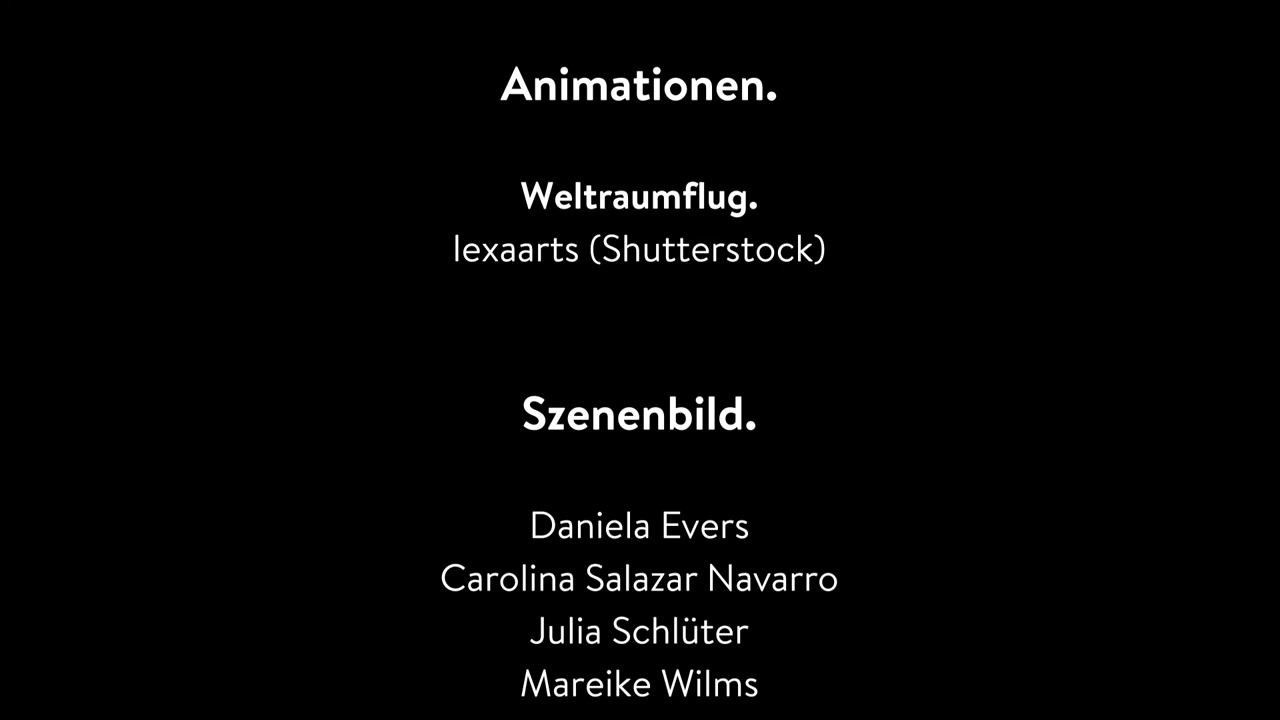 Animationen.
Weltraumflug.
lexaarts (Shutterstock)
Szenenbild.
Daniela Evers
Carolina Salazar Navarro
Julia Schlüter
Mareike Wilms